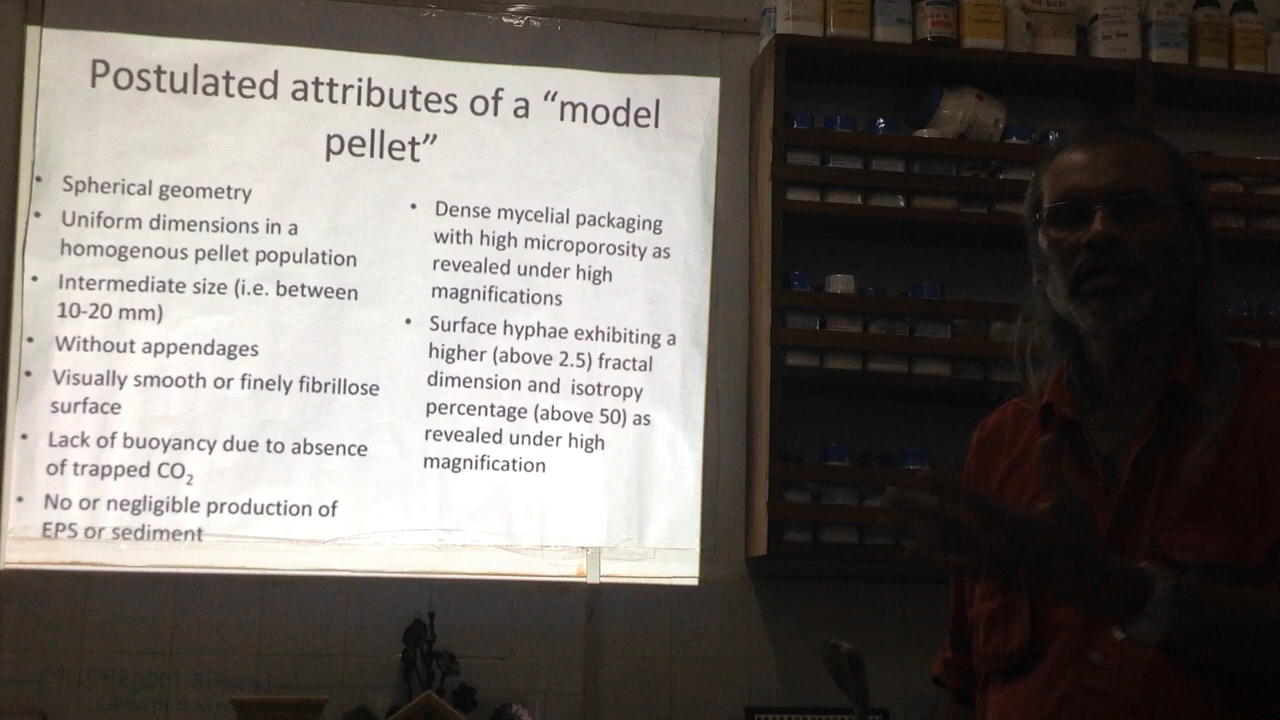 Postulated attributes of a “model
pellet”
• Spherical geometry
• Uniform dimensions in a
homogenous pellet population
• Intermediate size (i.e. between
10-20 mm)
• Without appendages
• Visually smooth or finely fibrillose
surface
• Lack of buoyancy due to absence
of trapped CO₂
• No or negligible production of
EPS or sediment
• Dense mycelial packaging
with high microporosity as
revealed under high
magnifications
• Surface hyphae exhibiting a
higher (above 2.5) fractal
dimension and isotropy
percentage (above 50) as
revealed under high
magnification